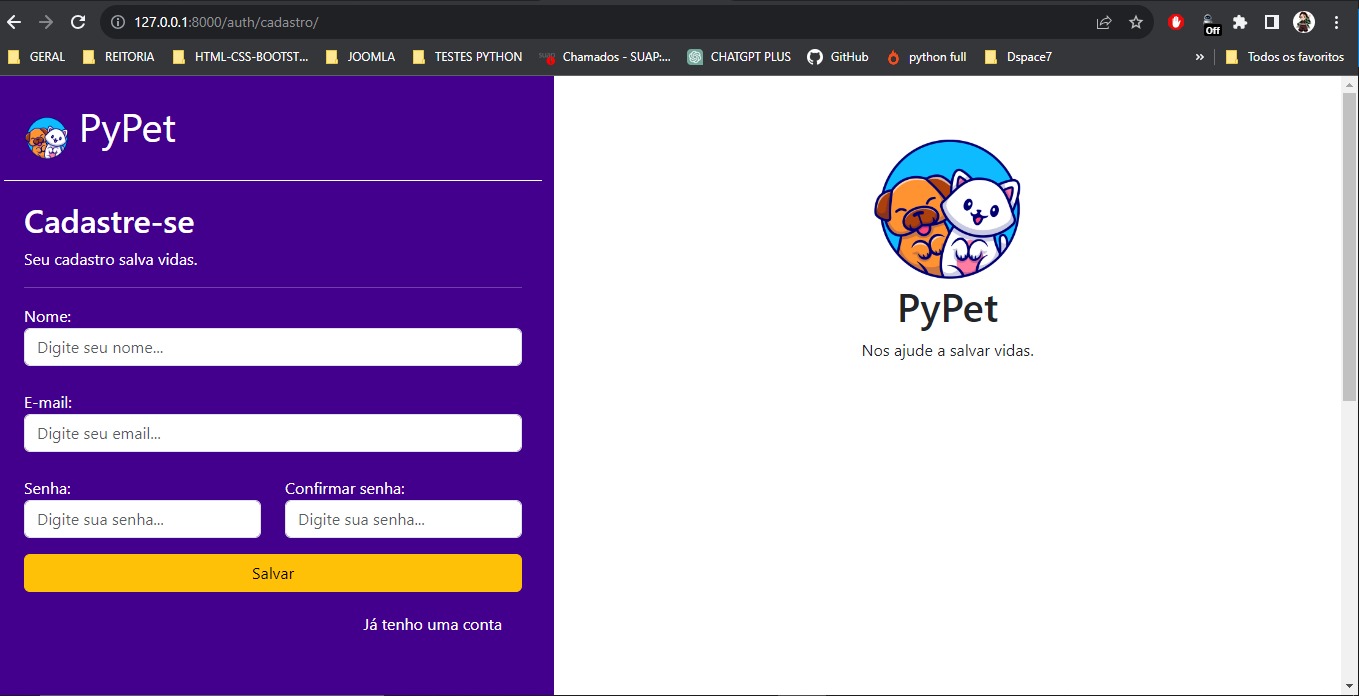 127.0.0.1:8000/auth/cadastro/
Off
GERAL
REITORIA
HTML-CSS-BOOTST...
JOOMLA
TESTES PYTHON
Chamados - SUAP:...
CHATGPT PLUS
GitHub
python full
Dspace7
»
Todos os favoritos
PyPet
Cadastre-se
Seu cadastro salva vidas.
Nome:
Digite seu nome...
E-mail:
Digite seu email...
Senha:
Confirmar senha:
Digite sua senha...
Digite sua senha...
Salvar
Já tenho uma conta
PyPet
Nos ajude a salvar vidas.